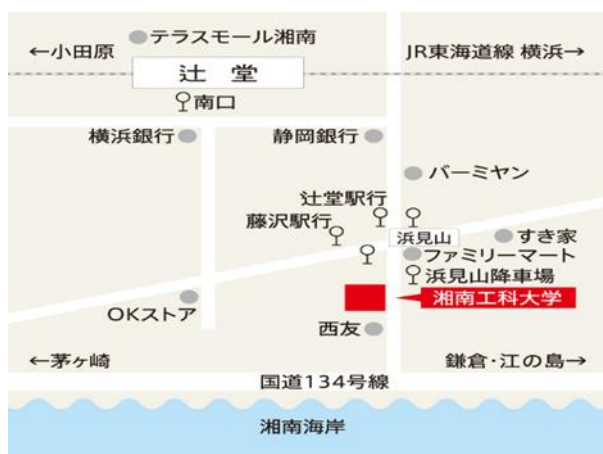 テラスモール湘南
←小田原
JR東海道線 横浜→
辻 堂
南口
横浜銀行
静岡銀行
バーミヤン
辻堂駅行
藤沢駅行
浜見山
すき家
ファミリーマート
浜見山降車場
湘南工科大学
OKストア
西友
←茅ヶ崎
鎌倉・江の島→
国道134号線
湘南海岸